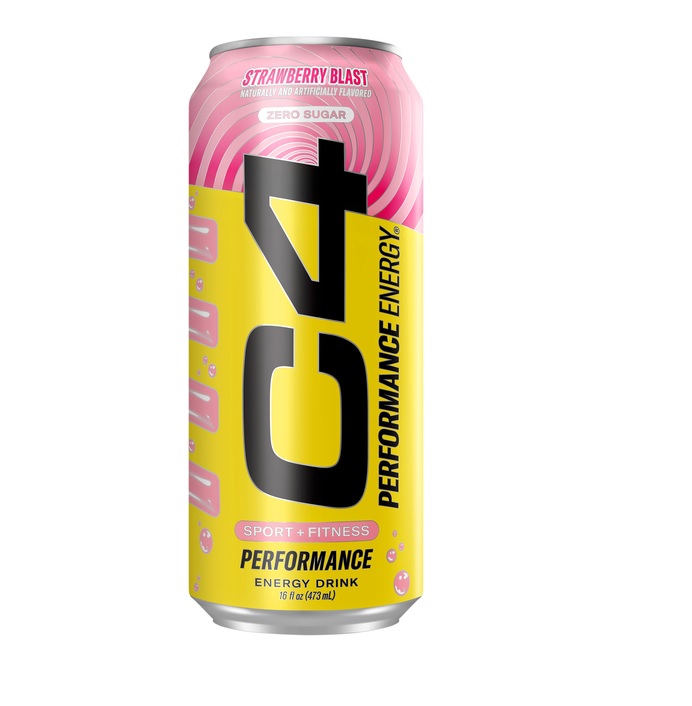 STRAWBERRY BLAST
NATURALLY AND ARTIFICIALLY FLAVORED
ZERO SUGAR
C4
PERFORMANCE ENERGY®
SPORT + FITNESS
PERFORMANCE
ENERGY DRINK
16 fl oz (473 mL)